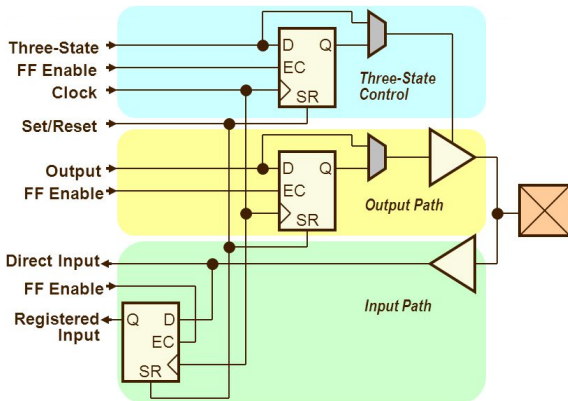 Three-State
D
Q
FF Enable
EC
Three-State
Control
Clock
SR
Set/Reset
Output
D
Q
FF Enable
EC
Output Path
SR
Direct Input
FF Enable
Registered
Input
Q
D
Input Path
EC
SR